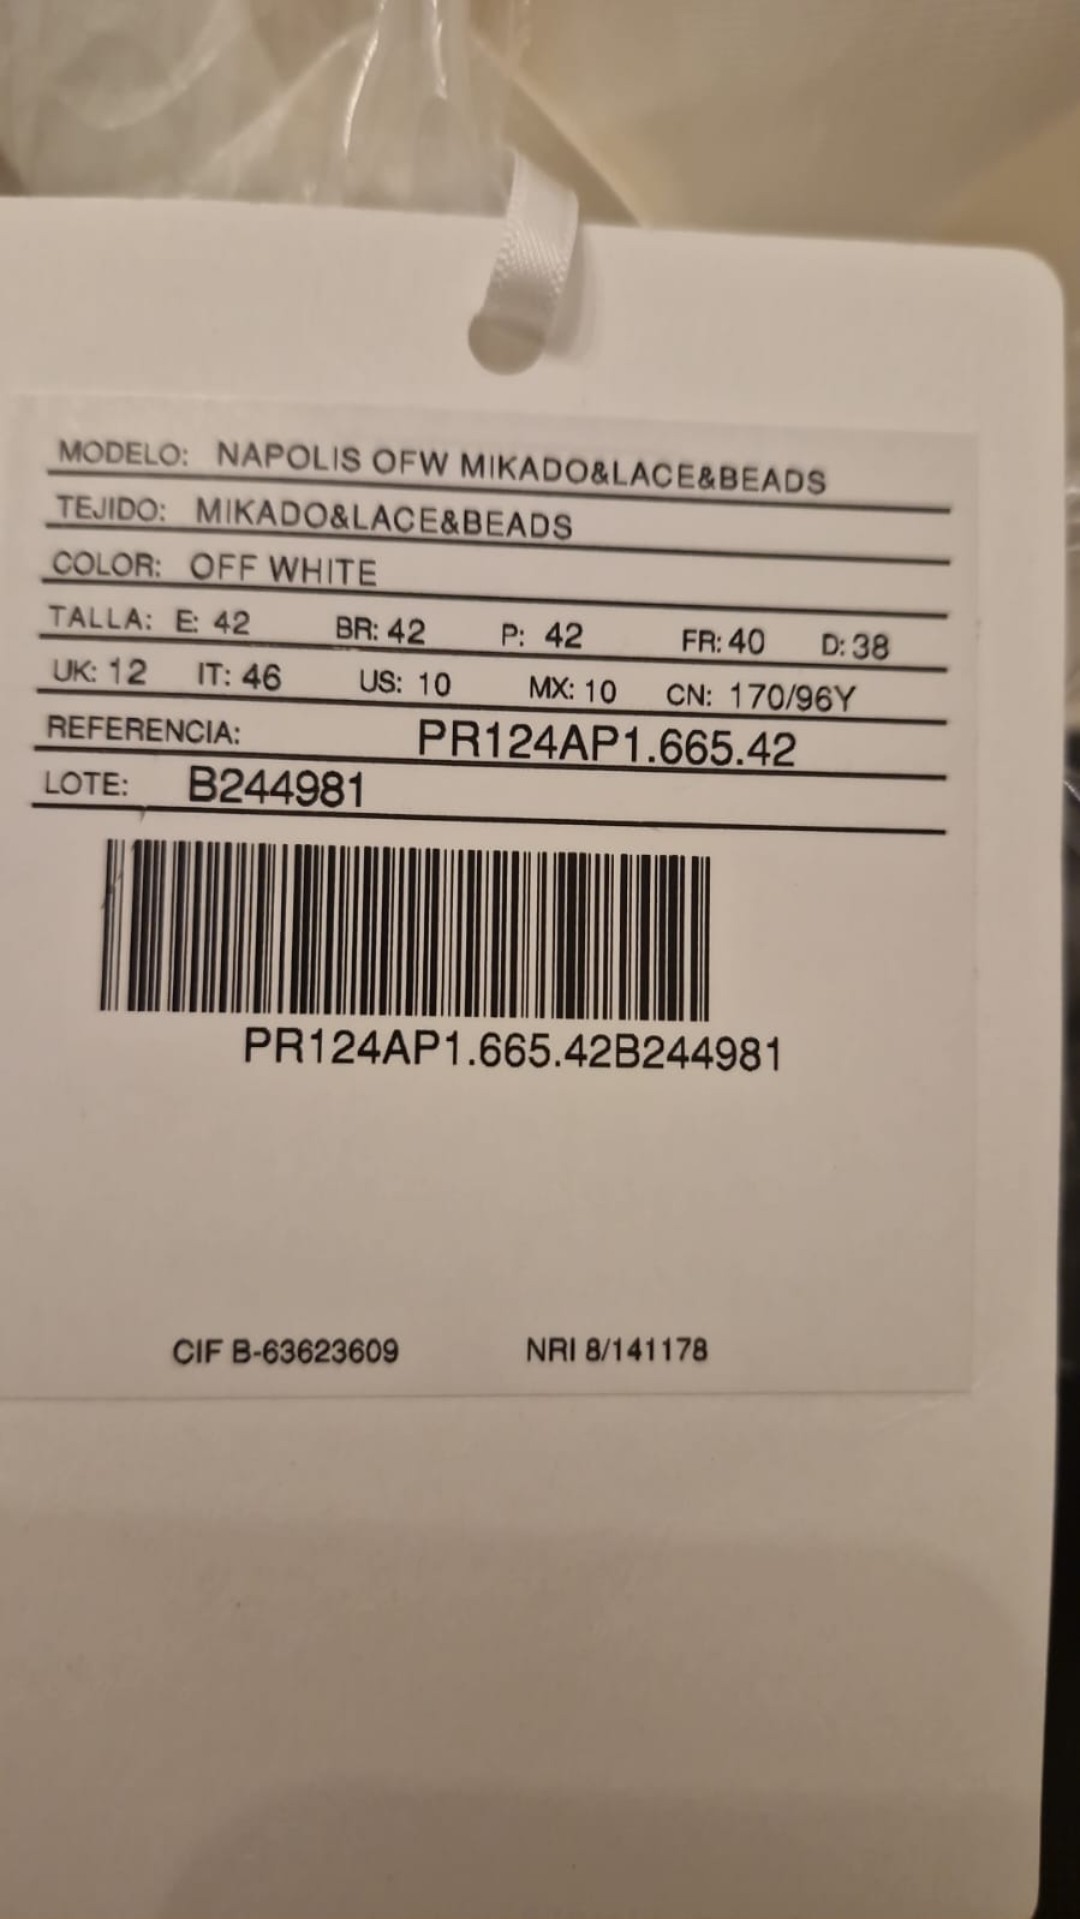 MODELO: NAPOLIS OFW MIKADO&LACE&BEADS
TEJIDO: MIKADO&LACE&BEADS
COLOR: OFF WHITE
TALLA: E: 42 BR: 42 P: 42 FR: 40 D: 38
UK: 12 IT: 46 US: 10 MX: 10 CN: 170/96Y
REFERENCIA: PR124AP1.665.42
LOTE: B244981
PR124AP1.665.42B244981
CIF B-63623609 NRI 8/141178